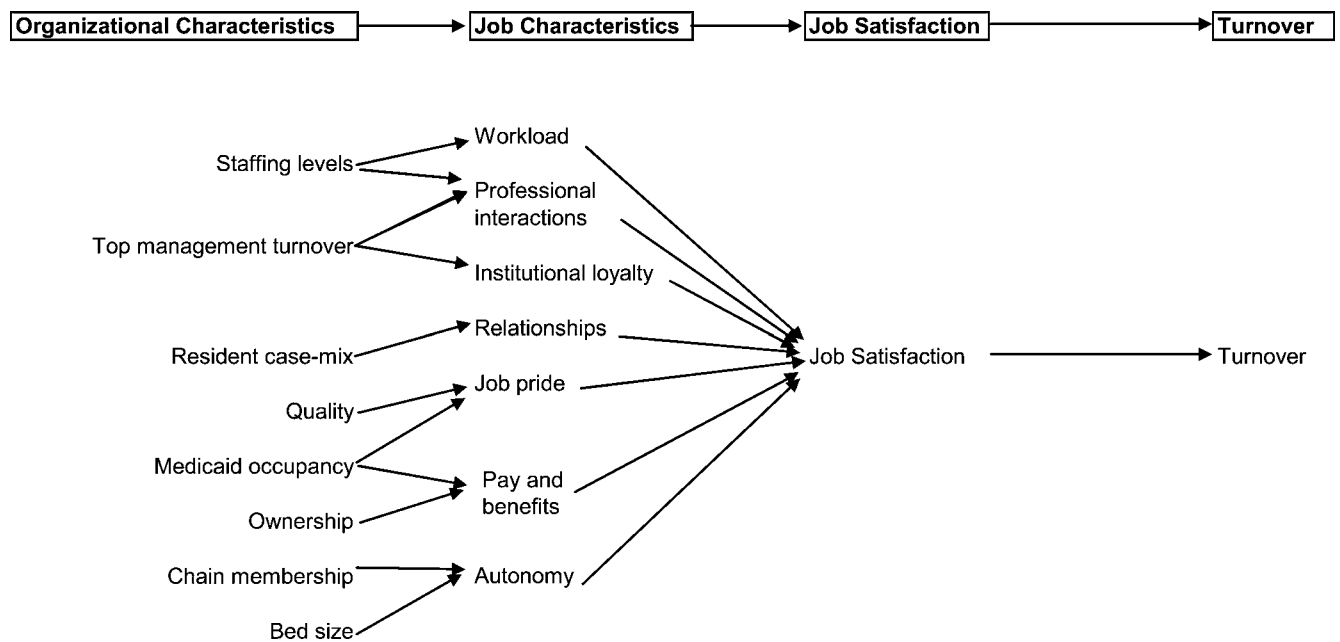 Organizational Characteristics
Job Characteristics
Job Satisfaction
Turnover
Workload
Staffing levels
Professional
interactions
Top management turnover
Institutional loyalty
Relationships
Resident case-mix
Job Satisfaction
Turnover
Job pride
Quality
Medicaid occupancy
Pay and
benefits
Ownership
Chain membership
Autonomy
Bed size